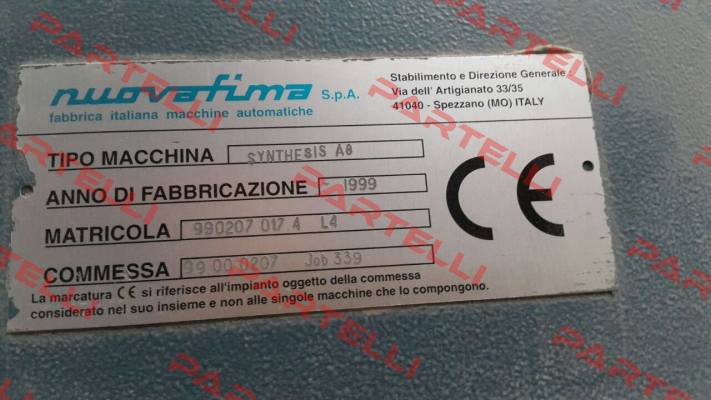 nuovafima S.p.A.
fabbrica italiana macchine automatiche
Stabilimento e Direzione Generale:
Via dell' Artigianato 33/35
41040 - Spezzano (MO) ITALY
TIPO MACCHINA SYNTHESIS A8
ANNO DI FABBRICAZIONE 1999
MATRICOLA 990207 017.4 L4
COMMESSA 99 00.0207 Job 339
CE
La marcatura CE si riferisce all'impianto oggetto della commessa
considerato nel suo insieme e non alle singole macchine che lo compongono.
PARTELLI